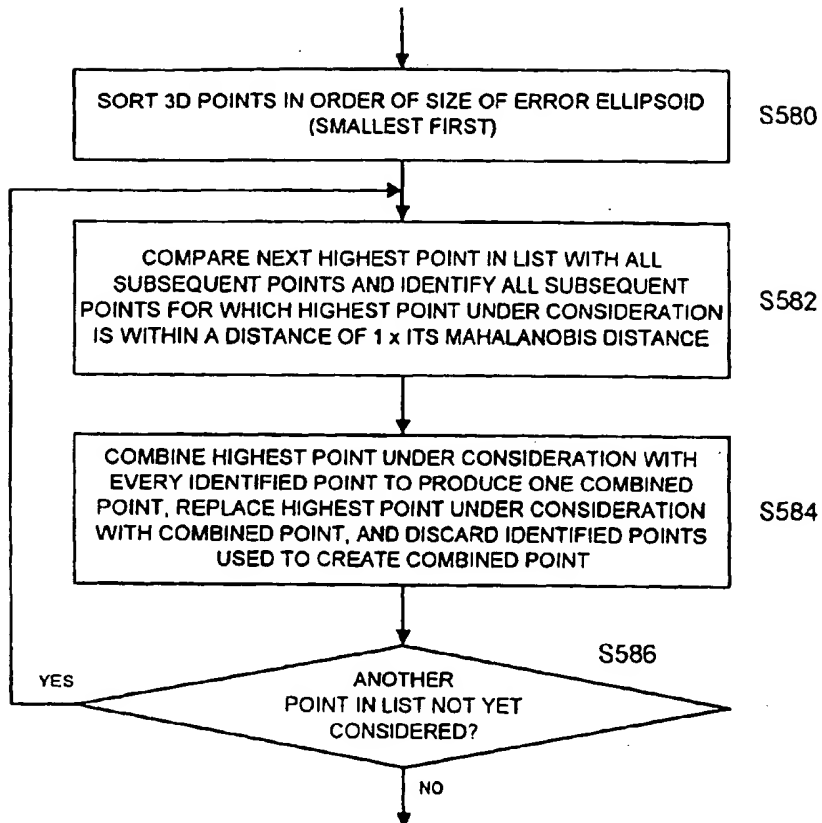 SORT 3D POINTS IN ORDER OF SIZE OF ERROR ELLIPSOID
(SMALLEST FIRST)
S580
COMPARE NEXT HIGHEST POINT IN LIST WITH ALL
SUBSEQUENT POINTS AND IDENTIFY ALL SUBSEQUENT
POINTS FOR WHICH HIGHEST POINT UNDER CONSIDERATION
IS WITHIN A DISTANCE OF 1 x ITS MAHALANOBIS DISTANCE
S582
COMBINE HIGHEST POINT UNDER CONSIDERATION WITH
EVERY IDENTIFIED POINT TO PRODUCE ONE COMBINED
POINT, REPLACE HIGHEST POINT UNDER CONSIDERATION
WITH COMBINED POINT, AND DISCARD IDENTIFIED POINTS
USED TO CREATE COMBINED POINT
S584
S586
YES
ANOTHER
POINT IN LIST NOT YET
CONSIDERED?
NO